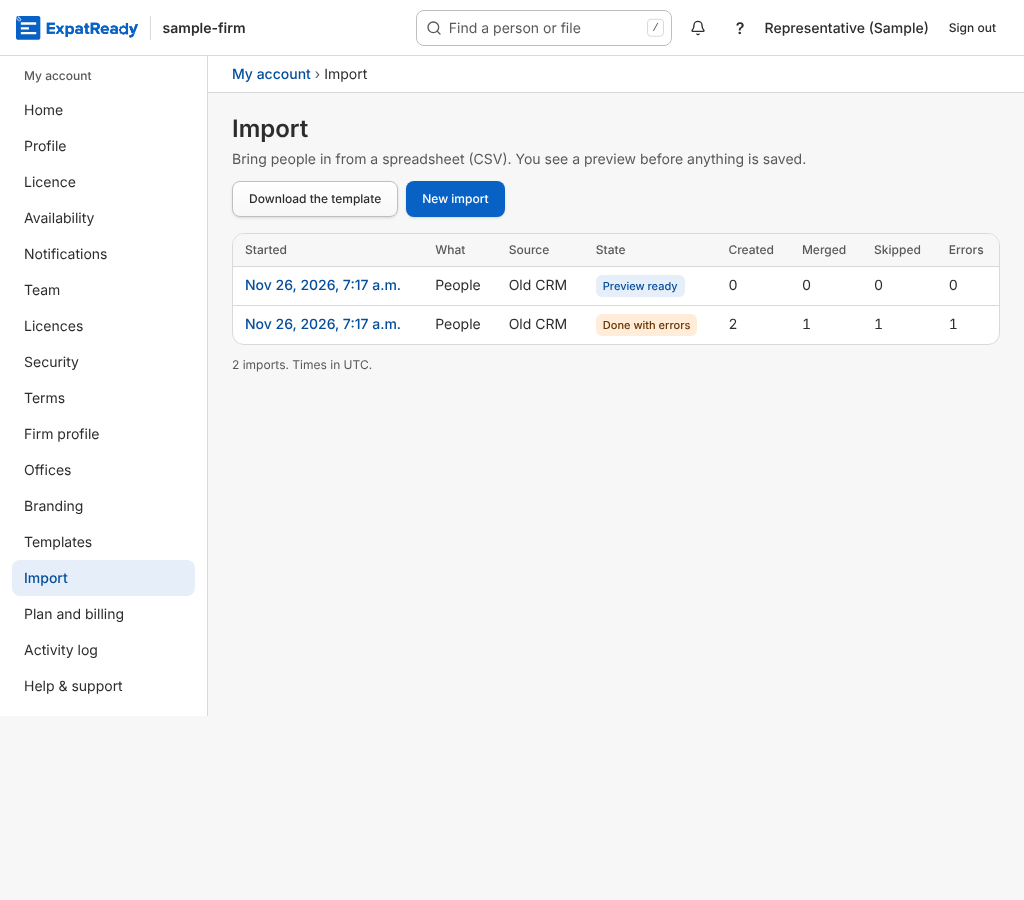 ExpatReady sample-firm Find a person or file / ? Representative (Sample) Sign out
My account
Home
Profile
Licence
Availability
Notifications
Team
Licences
Security
Terms
Firm profile
Offices
Branding
Templates
Import
Plan and billing
Activity log
Help & support
My account › Import
Import
Bring people in from a spreadsheet (CSV). You see a preview before anything is saved.
Download the template New import
Started What Source State Created Merged Skipped Errors
Nov 26, 2026, 7:17 a.m. People Old CRM Preview ready 0 0 0 0
Nov 26, 2026, 7:17 a.m. People Old CRM Done with errors 2 1 1 1
2 imports. Times in UTC.